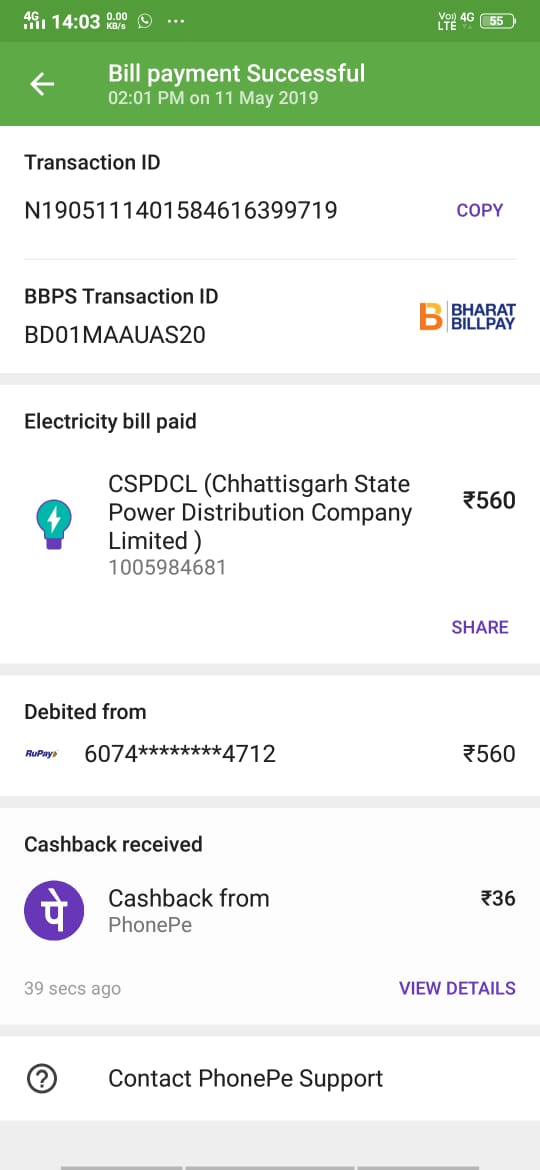 4G 14:03 0.00 KB/s ... Vo) 4G LTE 55
Bill payment Successful
02:01 PM on 11 May 2019
Transaction ID
N1905111401584616399719 COPY
BBPS Transaction ID
BD01MAAUAS20
BHARAT
BILLPAY
Electricity bill paid
CSPDCL (Chhattisgarh State
Power Distribution Company
Limited )
₹560
1005984681
SHARE
Debited from
RuPay 6074********4712 ₹560
Cashback received
पे
Cashback from ₹36
PhonePe
39 secs ago VIEW DETAILS
? Contact PhonePe Support